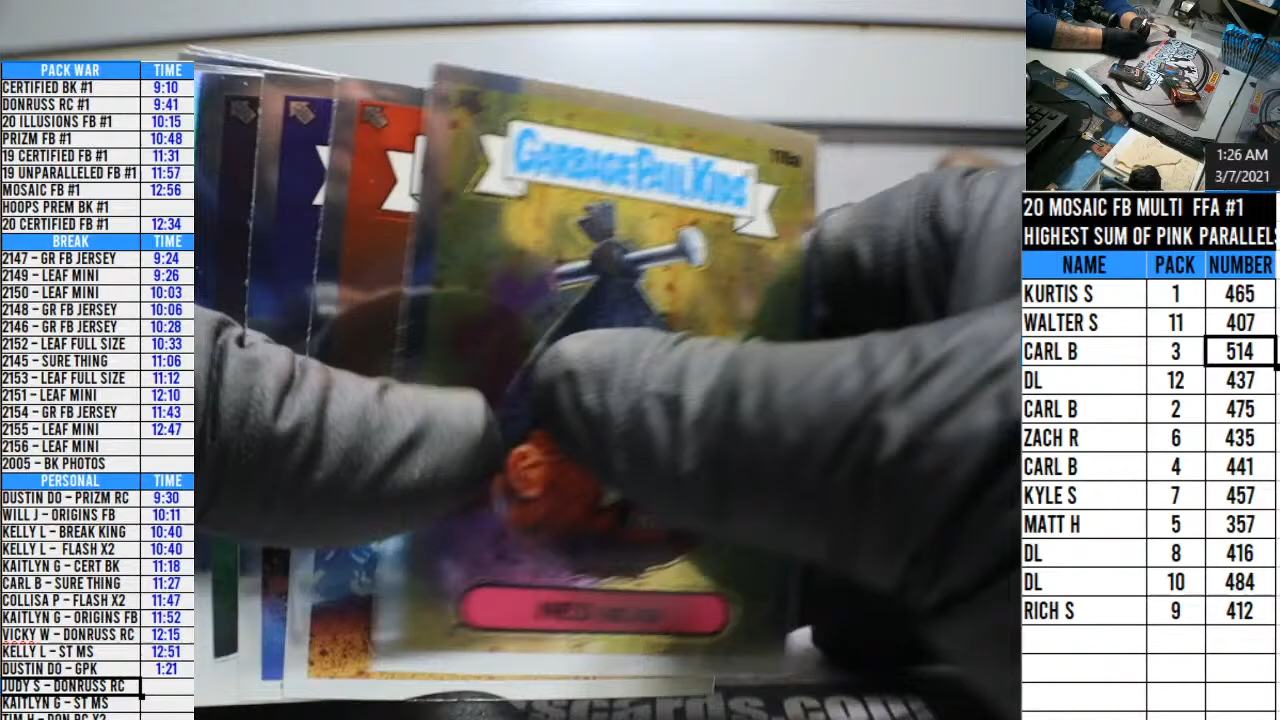 PACK WAR TIME
CERTIFIED BK #1 9:10
DONRUSS RC #1 9:41
20 ILLUSIONS FB #1 10:15
PRIZM FB #1 10:48
19 CERTIFIED FB #1 11:31
19 UNPARALLELED FB #1 11:57
MOSAIC FB #1 12:56
HOOPS PREM BK #1
20 CERTIFIED FB #1 12:34
BREAK TIME
2147 - GR FB JERSEY 9:24
2149 - LEAF MINI 9:26
2150 - LEAF MINI 10:03
2148 - GR FB JERSEY 10:06
2146 - GR FB JERSEY 10:28
2152 - LEAF FULL SIZE 10:33
2145 - SURE THING 11:06
2153 - LEAF FULL SIZE 11:12
2151 - LEAF MINI 12:10
2154 - GR FB JERSEY 11:43
2155 - LEAF MINI 12:47
2156 - LEAF MINI
2005 - BK PHOTOS
PERSONAL TIME
DUSTIN DO - PRIZM RC 9:30
WILL J - ORIGINS FB 10:11
KELLY L - BREAK KING 10:40
KELLY L - FLASH X2 10:40
KAITLYN G - CERT BK 11:18
CARL B - SURE THING 11:27
COLLISA P - FLASH X2 11:47
KAITLYN G - ORIGINS FB 11:52
VICKY W - DONRUSS RC 12:15
KELLY L - ST MS 12:51
DUSTIN DO - GPK 1:21
JUDY S - DONRUSS RC
KAITLYN G - ST MS
TIM H - DON RC X2
GARBAGE PAIL KIDS
scards.com
1:26 AM
3/7/2021
20 MOSAIC FB MULTI FFA #1
HIGHEST SUM OF PINK PARALLELS
NAME PACK NUMBER
KURTIS S 1 465
WALTER S 11 407
CARL B 3 514
DL 12 437
CARL B 2 475
ZACH R 6 435
CARL B 4 441
KYLE S 7 457
MATT H 5 357
DL 8 416
DL 10 484
RICH S 9 412